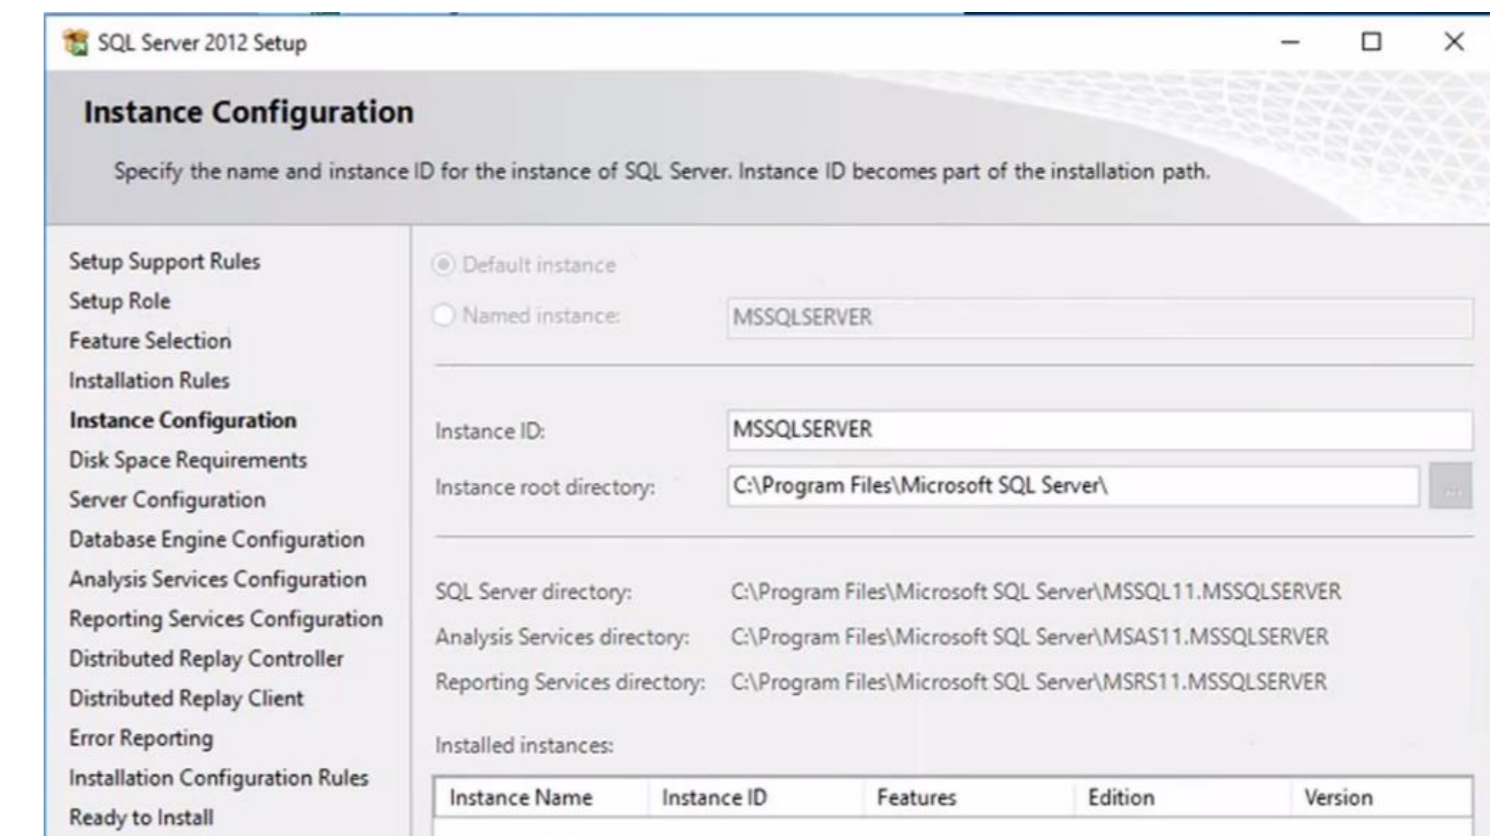 SQL Server 2012 Setup
Instance Configuration
Specify the name and instance ID for the instance of SQL Server. Instance ID becomes part of the installation path.
Setup Support Rules
Setup Role
Feature Selection
Installation Rules
Instance Configuration
Disk Space Requirements
Server Configuration
Database Engine Configuration
Analysis Services Configuration
Reporting Services Configuration
Distributed Replay Controller
Distributed Replay Client
Error Reporting
Installation Configuration Rules
Ready to Install
Default instance
Named instance: MSSQLSERVER
Instance ID: MSSQLSERVER
Instance root directory: C:\Program Files\Microsoft SQL Server\ ...
SQL Server directory: C:\Program Files\Microsoft SQL Server\MSSQL11.MSSQLSERVER
Analysis Services directory: C:\Program Files\Microsoft SQL Server\MSAS11.MSSQLSERVER
Reporting Services directory: C:\Program Files\Microsoft SQL Server\MSRS11.MSSQLSERVER
Installed instances:
Instance Name Instance ID Features Edition Version